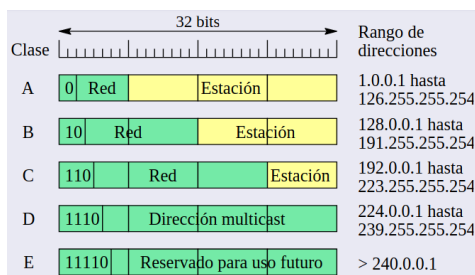 32 bits
Rango de
direcciones
Clase
A
0 Red Estación
1.0.0.1 hasta
126.255.255.254
B
10 Red Estación
128.0.0.1 hasta
191.255.255.254
C
110 Red Estación
192.0.0.1 hasta
223.255.255.254
D
1110 Dirección multicast
224.0.0.1 hasta
239.255.255.254
E
11110 Reservado para uso futuro
> 240.0.0.1